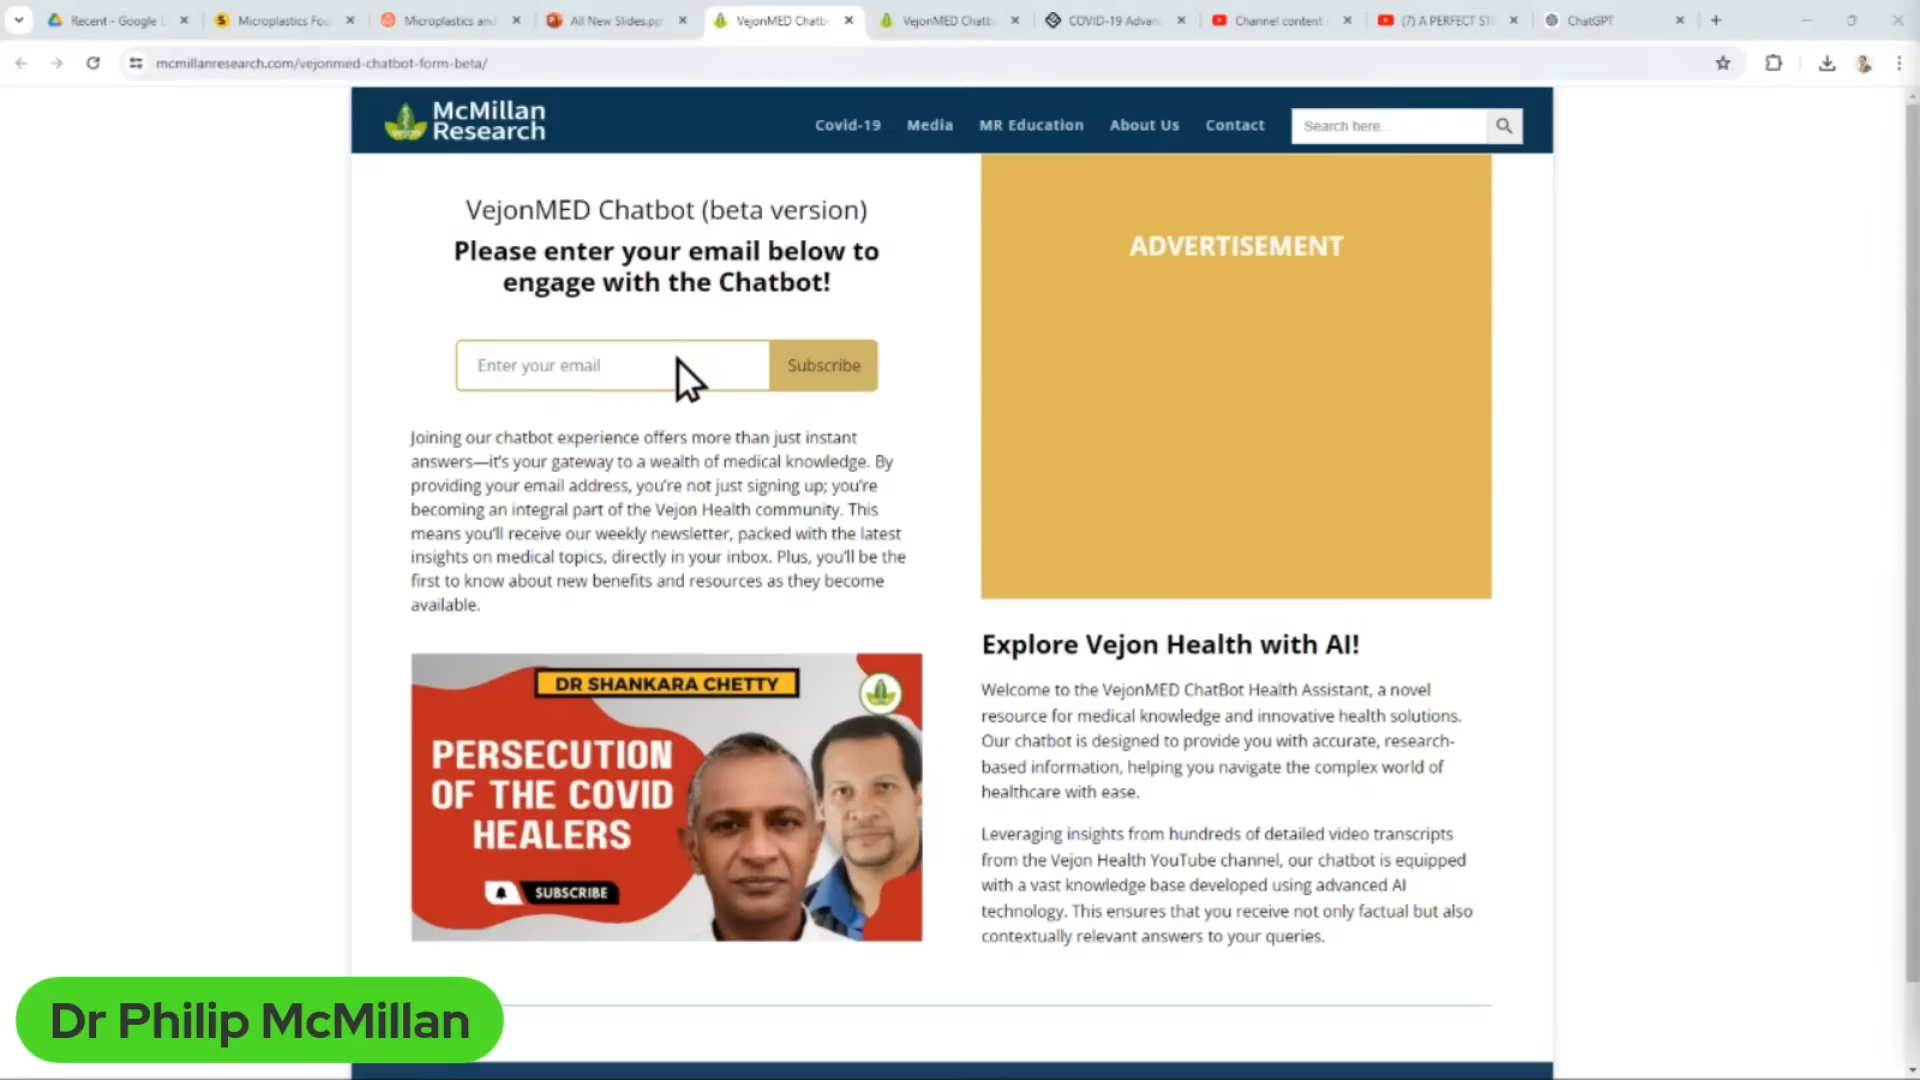 Recent - Google
Microplastics Fou
Microplastics and
All New Slides.pp
VejonMED Chatb
VejonMED Chatb
COVID-19 Advan
Channel content
(7) A PERFECT ST
ChatGPT
mcmillanresearch.com/vejonmed-chatbot-form-beta/
vejon
McMillan
Research
Covid-19
Media
MR Education
About Us
Contact
Search here...
VejonMED Chatbot (beta version)
Please enter your email below to
engage with the Chatbot!
Enter your email
Subscribe
Joining our chatbot experience offers more than just instant
answers—it's your gateway to a wealth of medical knowledge. By
providing your email address, you're not just signing up; you're
becoming an integral part of the Vejon Health community. This
means you'll receive our weekly newsletter, packed with the latest
insights on medical topics, directly in your inbox. Plus, you'll be the
first to know about new benefits and resources as they become
available.
DR SHANKARA CHETTY
PERSECUTION
OF THE COVID
HEALERS
SUBSCRIBE
ADVERTISEMENT
Explore Vejon Health with AI!
Welcome to the VejonMED ChatBot Health Assistant, a novel
resource for medical knowledge and innovative health solutions.
Our chatbot is designed to provide you with accurate, research-
based information, helping you navigate the complex world of
healthcare with ease.
Leveraging insights from hundreds of detailed video transcripts
from the Vejon Health YouTube channel, our chatbot is equipped
with a vast knowledge base developed using advanced AI
technology. This ensures that you receive not only factual but also
contextually relevant answers to your queries.
Dr Philip McMillan